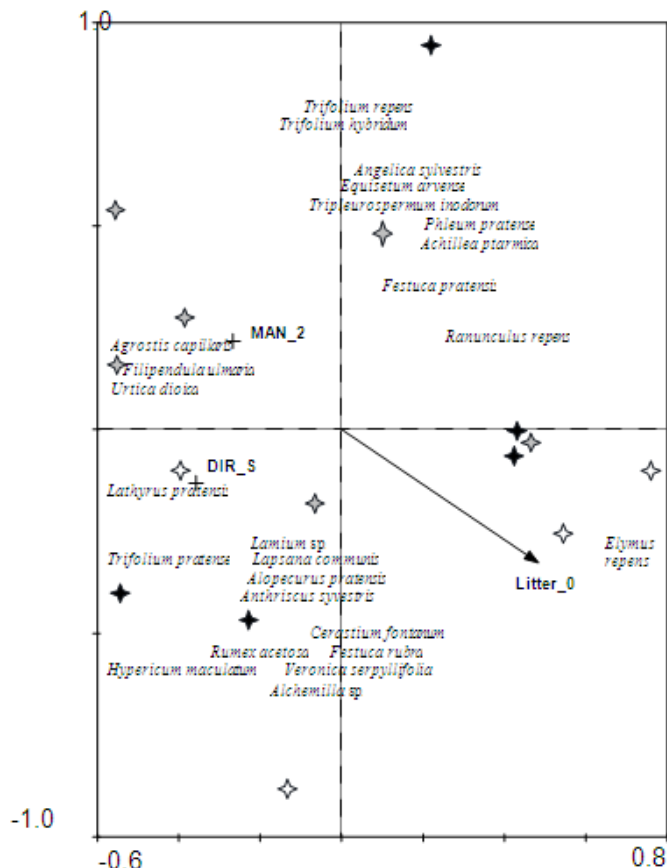 1.0
Trifolium repens
Trifolium hybridum
Angelica sylvestris
Equisetum arvense
Tripleurospermum inodorum
Phleum pratense
Achillea ptarmica
Festuca pratensis
MAN_2
Ranunculus repens
Agrostis capillaris
Filipendula ulmaria
Urtica dioica
DIR_S
Lathyrus pratensis
Lamium sp
Elymus
Trifolium pratense
Lapsana communis
repens
Alopecurus pratensis
Litter_0
Anthriscus syvestris
Cerastium fontanum
Rumex acetosa
Festuca rubra
Hypericum maculatum
Veronica serpyllifolia
Alchemilla sp
-1.0
-0.6
0.8